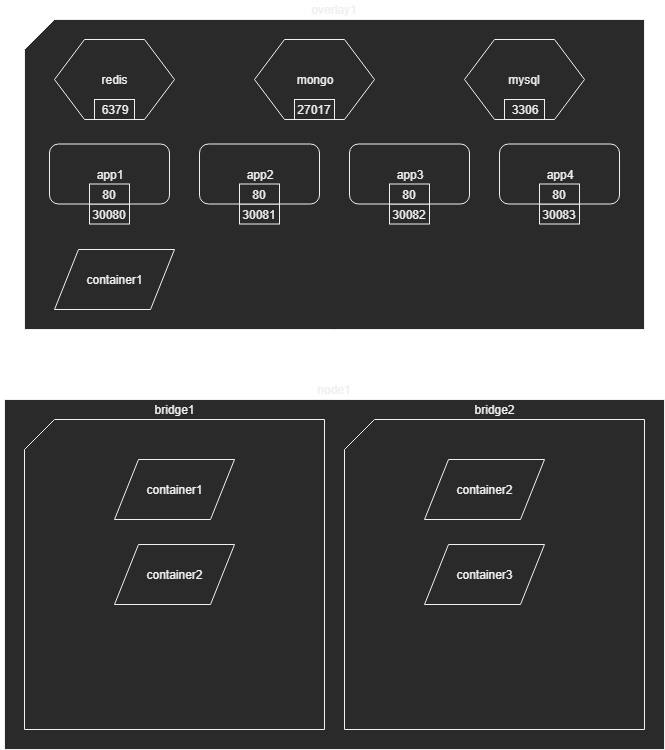 overlay1
redis
mongo
mysql
6379
27017
3306
app1
app2
app3
app4
80
80
80
80
30080
30081
30082
30083
container1
node1
bridge1
bridge2
container1
container2
container2
container3